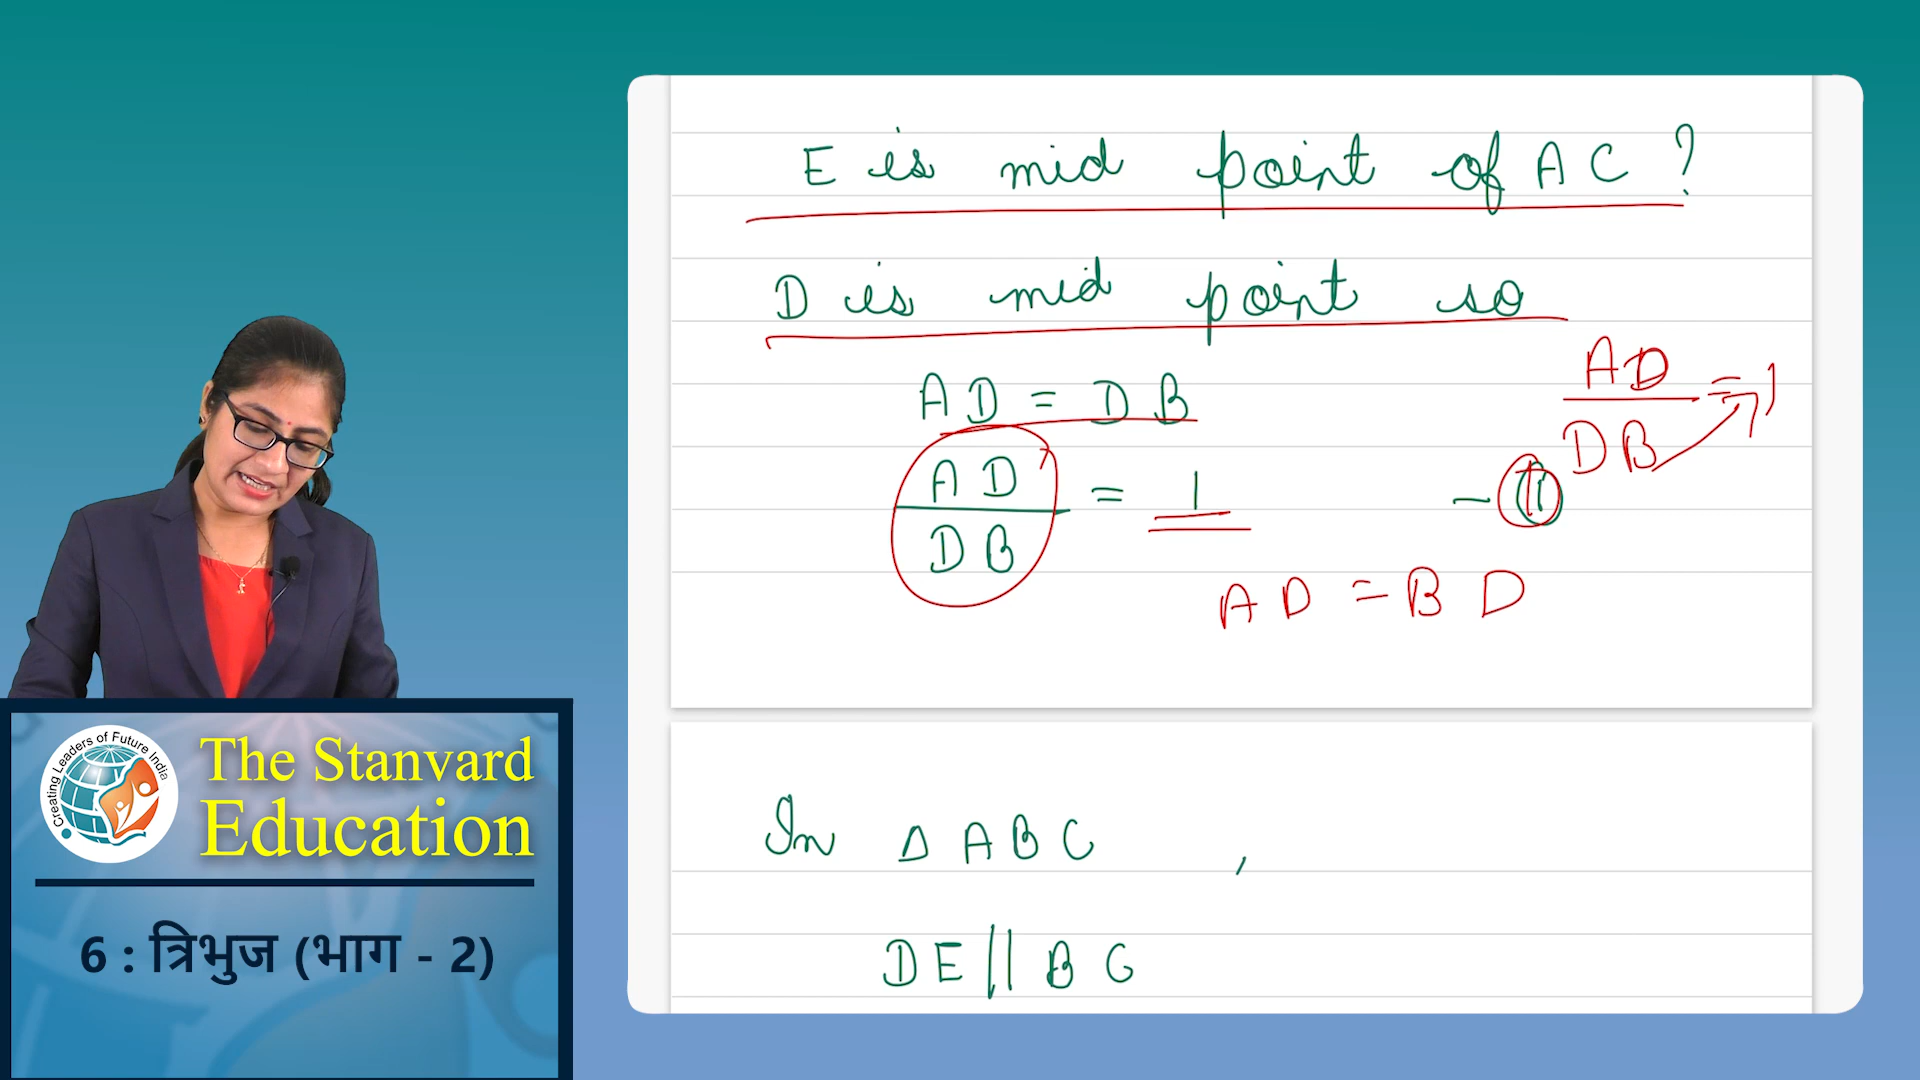 E is mid point of AC ?
D is mid point so
AD = DB
AD
DB
= 1
AD
DB
= 1
AD = BD
In Δ ABC ,
DE || BC
Creating Leaders of Future India
The Stanvard
Education
6 : त्रिभुज (भाग - 2)